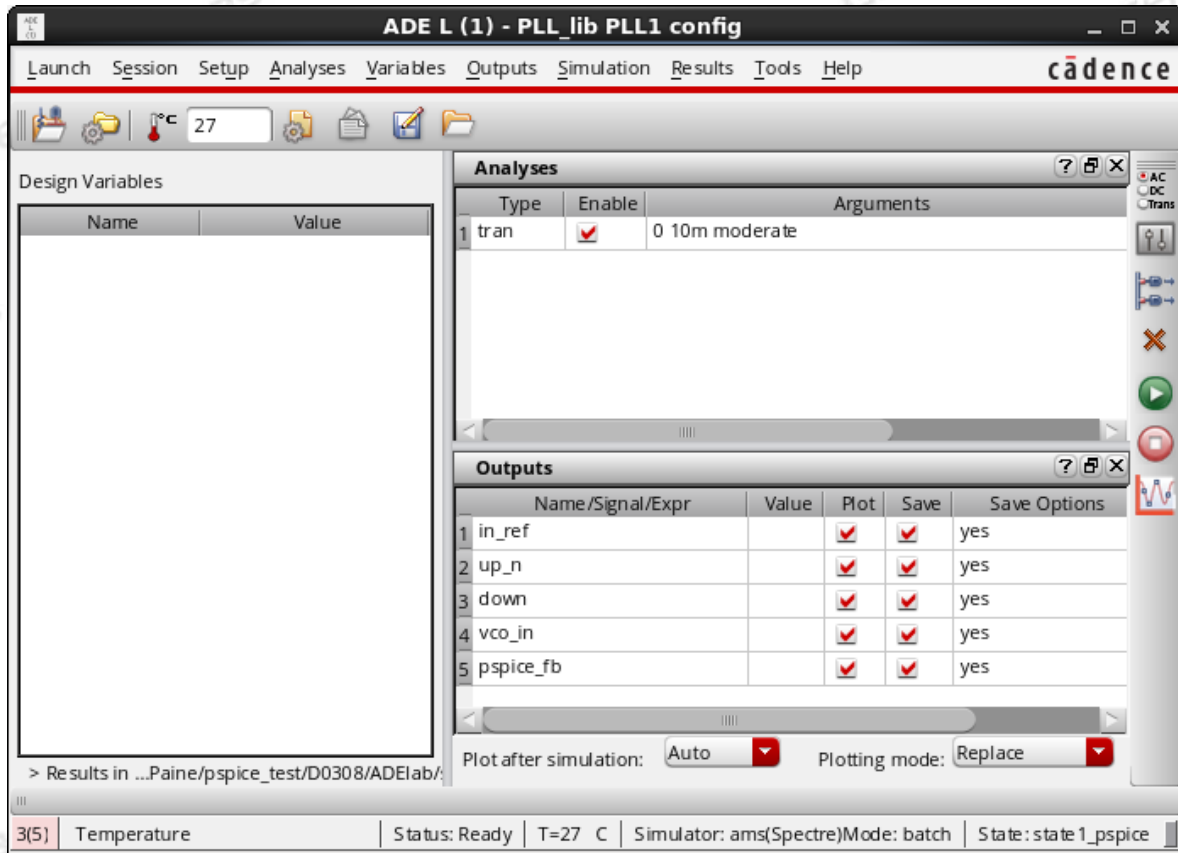 ADE L (1) - PLL_lib PLL1 config
Launch Session Setup Analyses Variables Outputs Simulation Results Tools Help cādence
°C 27
Design Variables
Name Value
> Results in ...Paine/pspice_test/D0308/ADElab/
Analyses
Type Enable Arguments
1 tran 0 10m moderate
Outputs
Name/Signal/Expr Value Plot Save Save Options
1 in_ref yes
2 up_n yes
3 down yes
4 vco_in yes
5 pspice_fb yes
Plot after simulation: Auto Plotting mode: Replace
AC
DC
Trans
3(5) Temperature Status: Ready T=27 C Simulator: ams(Spectre)Mode: batch State: state1_pspice